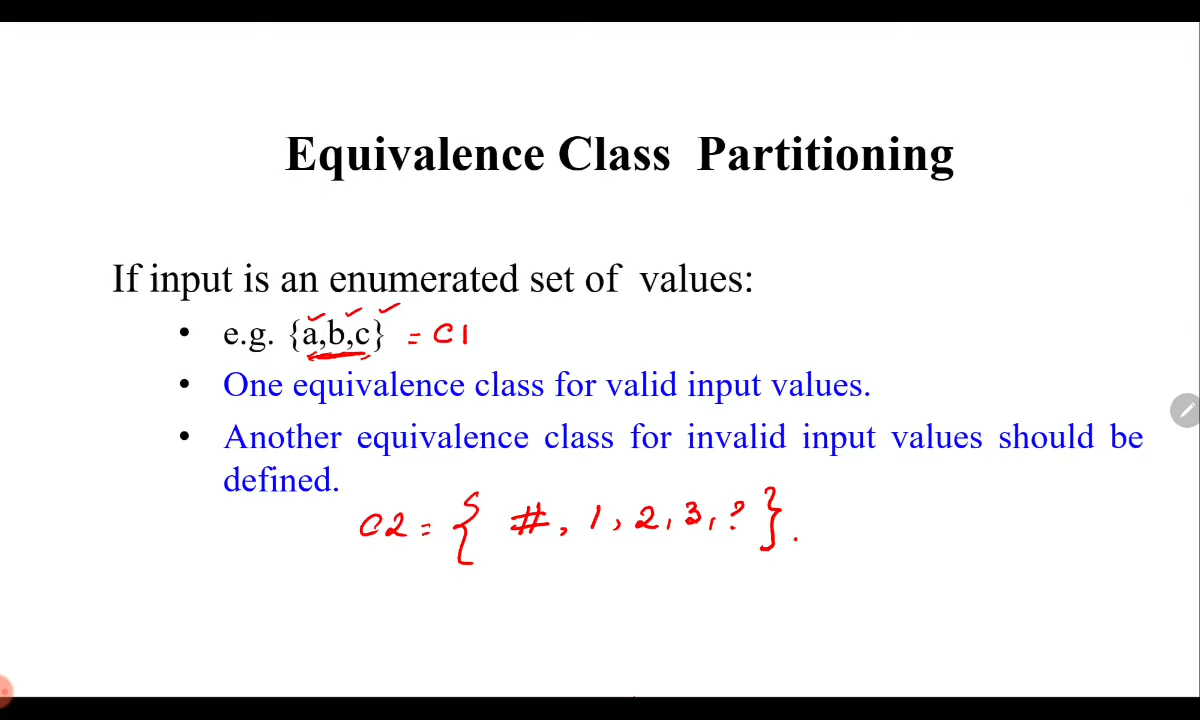 Equivalence Class Partitioning
If input is an enumerated set of values:
• e.g. {a,b,c} = C1
• One equivalence class for valid input values.
• Another equivalence class for invalid input values should be
defined.
C2 = { #, 1, 2, 3, ? }.